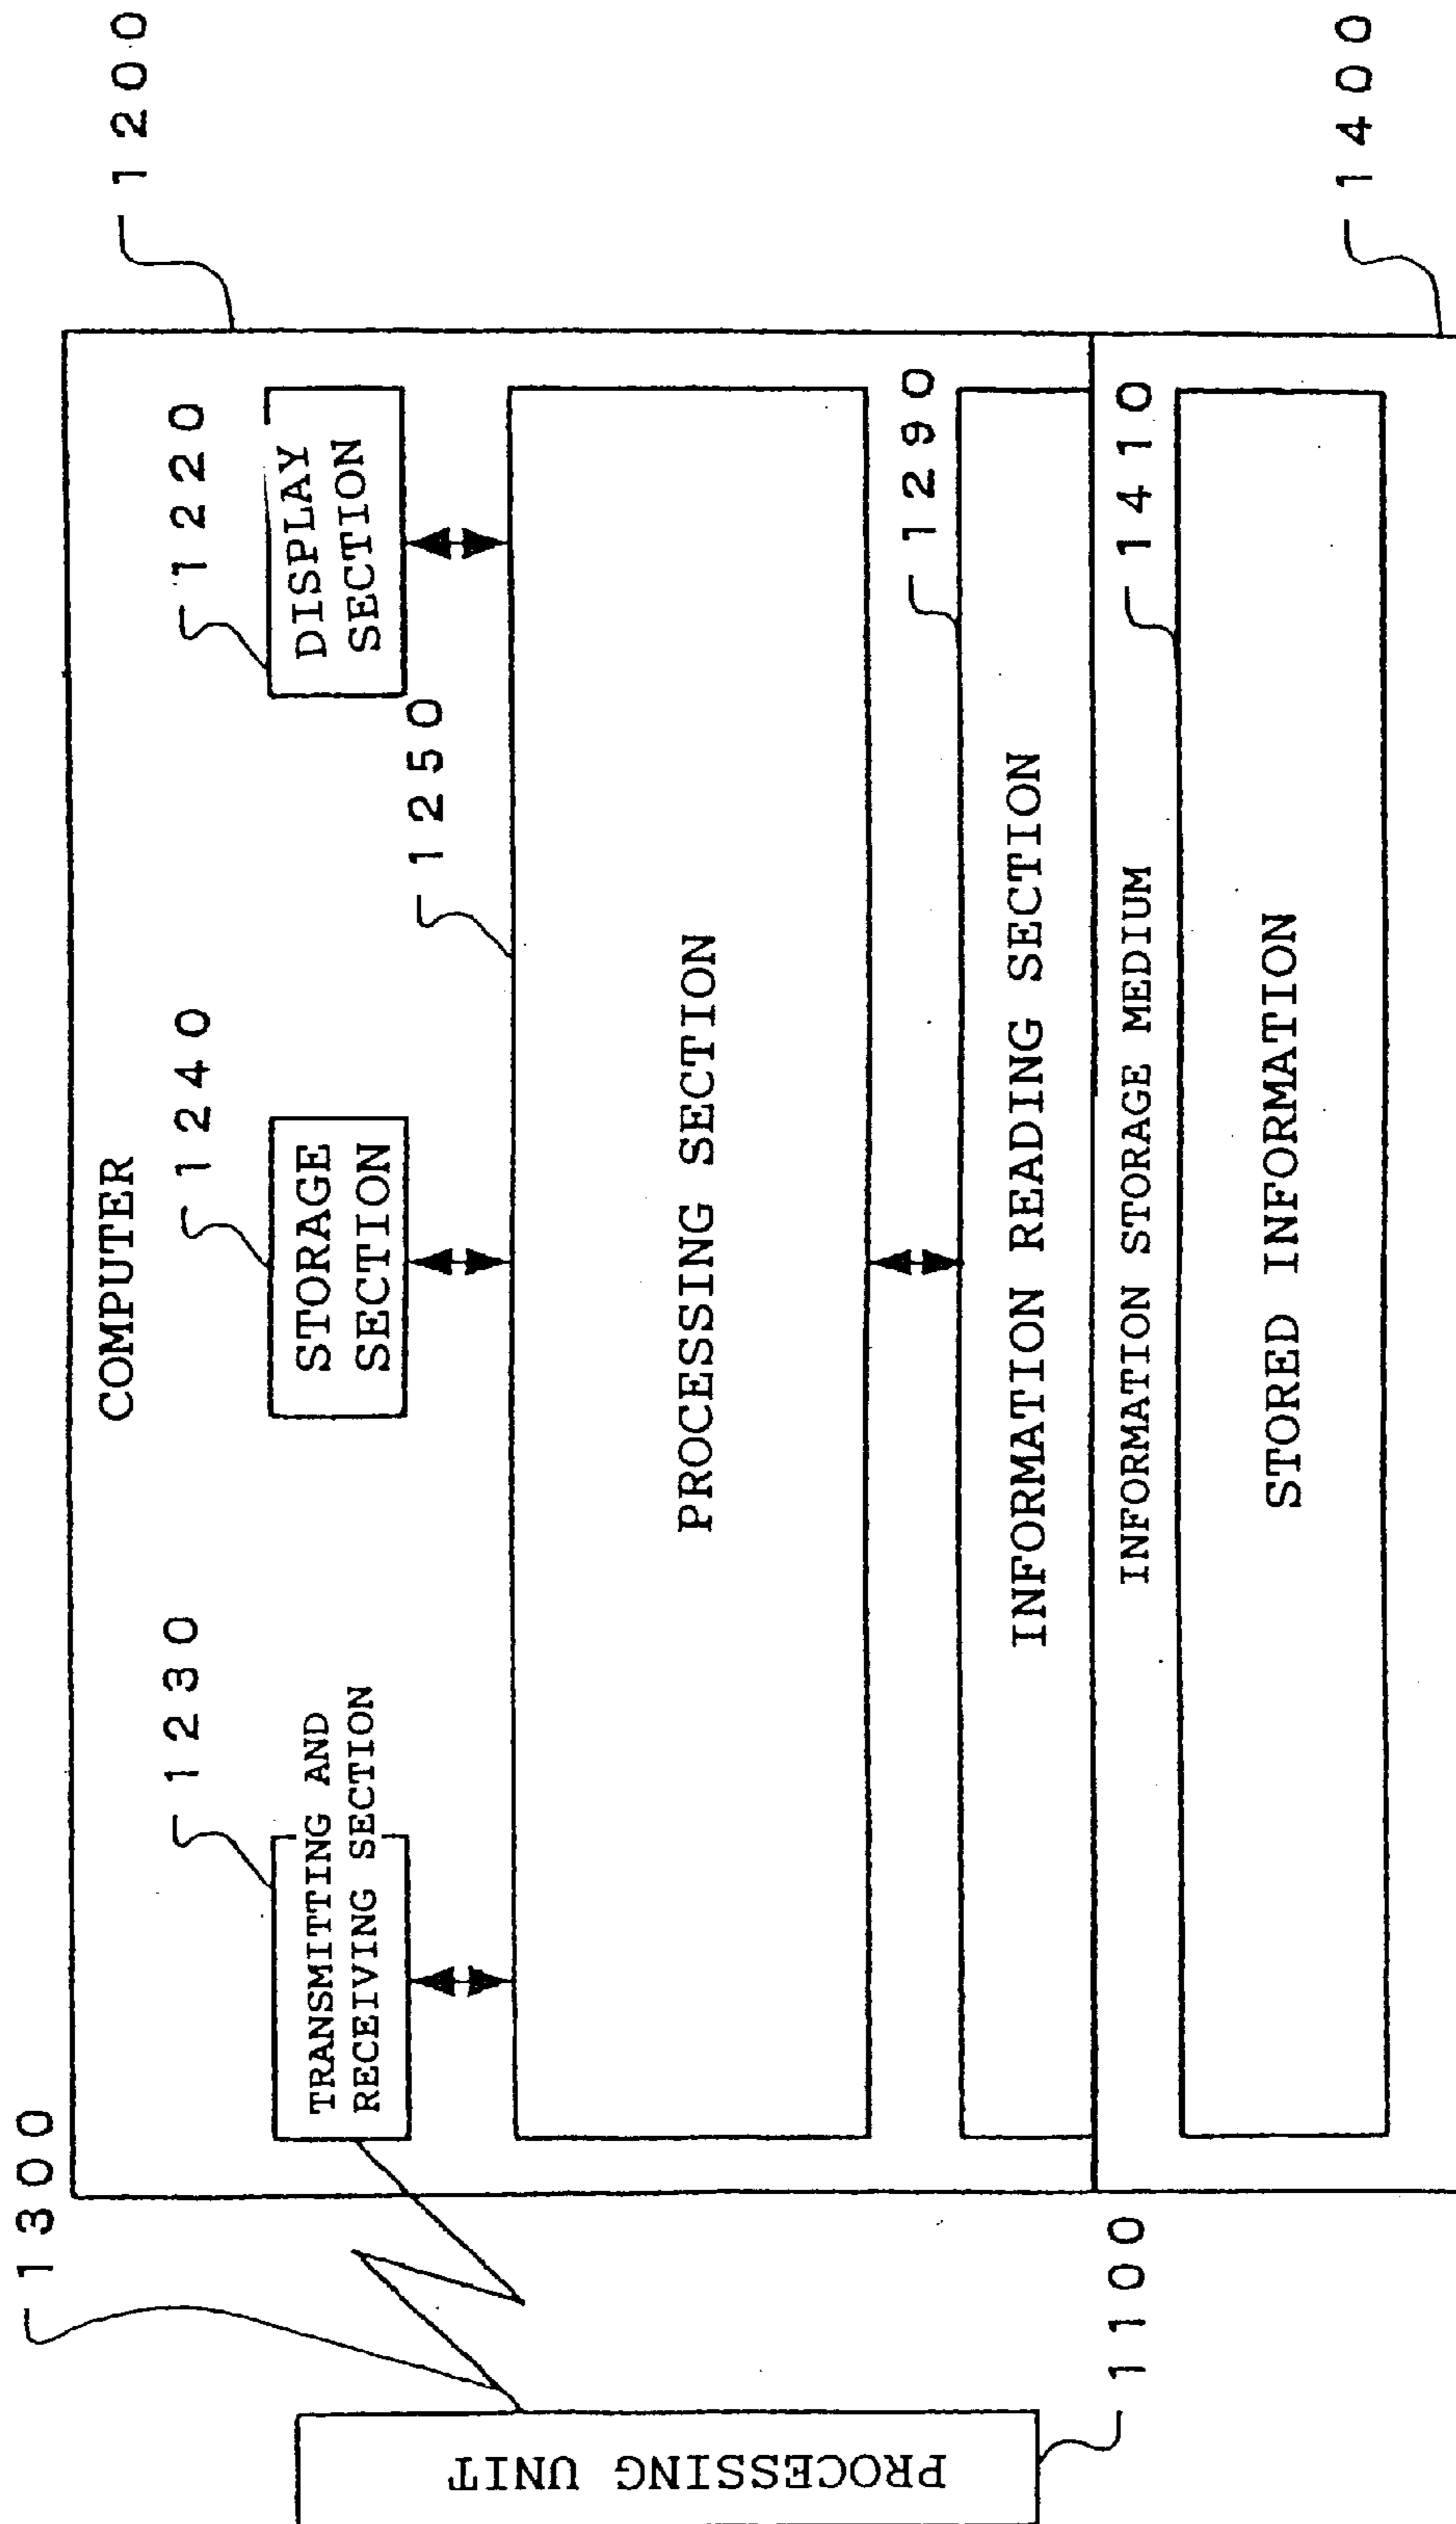 1200
COMPUTER
1300
1230
TRANSMITTING AND
RECEIVING SECTION
1240
STORAGE
SECTION
1220
DISPLAY
SECTION
1250
PROCESSING SECTION
PROCESSING UNIT
1100
1290
INFORMATION READING SECTION
INFORMATION STORAGE MEDIUM
1410
1400
STORED INFORMATION